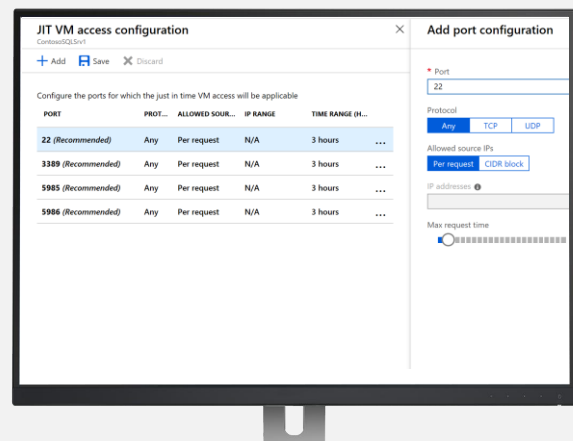 JIT VM access configuration
ContosoSQLSrv1
Add Save Discard
Configure the ports for which the just in time VM access will be applicable
PORT PROT... ALLOWED SOUR... IP RANGE TIME RANGE (H...
22 (Recommended) Any Per request N/A 3 hours ...
3389 (Recommended) Any Per request N/A 3 hours ...
5985 (Recommended) Any Per request N/A 3 hours ...
5986 (Recommended) Any Per request N/A 3 hours ...
Add port configuration
* Port
22
Protocol
Any TCP UDP
Allowed source IPs
Per request CIDR block
IP addresses
Max request time